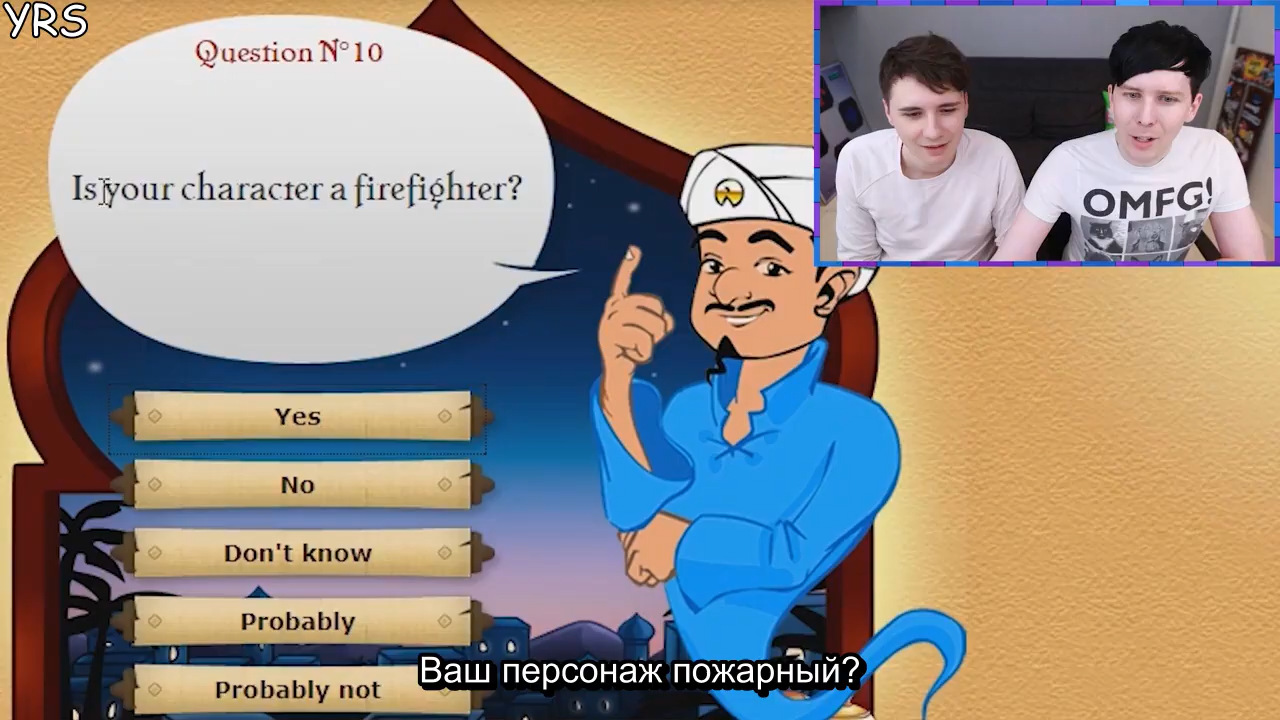 YRS
Question N°10
Is your character a firefighter?
OMFG!
Yes
No
Don't know
Probably
Probably not
Ваш персонаж пожарный?